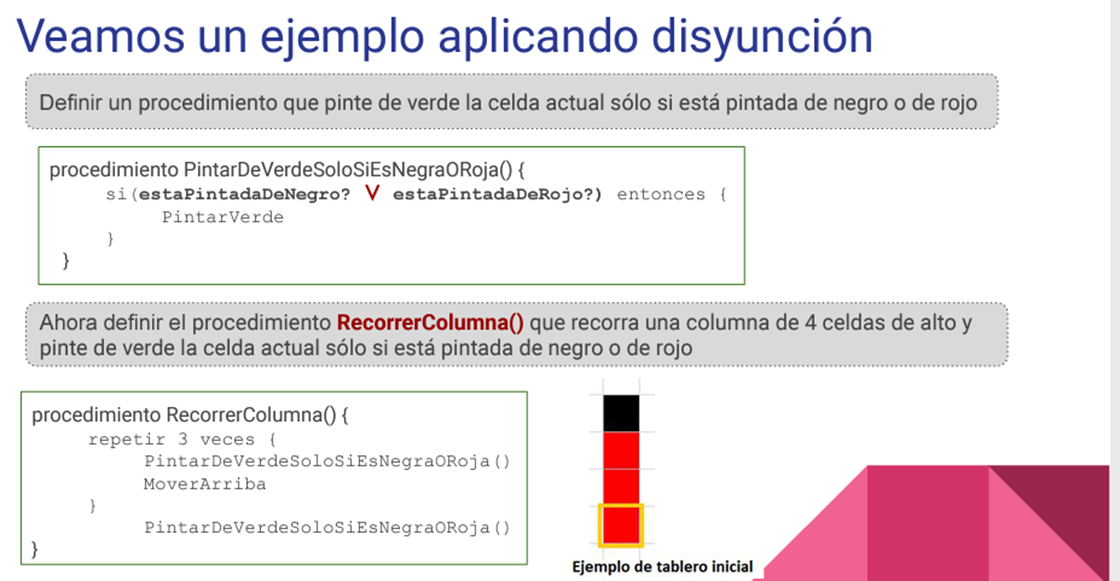 Veamos un ejemplo aplicando disyunción
Definir un procedimiento que pinte de verde la celda actual sólo si está pintada de negro o de rojo
procedimiento PintarDeVerdeSoloSiEsNegraORoja() {
si(estaPintadaDeNegro? V estaPintadaDeRojo?) entonces {
PintarVerde
}
}
Ahora definir el procedimiento RecorrerColumna() que recorra una columna de 4 celdas de alto y
pinte de verde la celda actual sólo si está pintada de negro o de rojo
procedimiento RecorrerColumna() {
repetir 3 veces {
PintarDeVerdeSoloSiEsNegraORoja()
MoverArriba
}
PintarDeVerdeSoloSiEsNegraORoja()
}
Ejemplo de tablero inicial